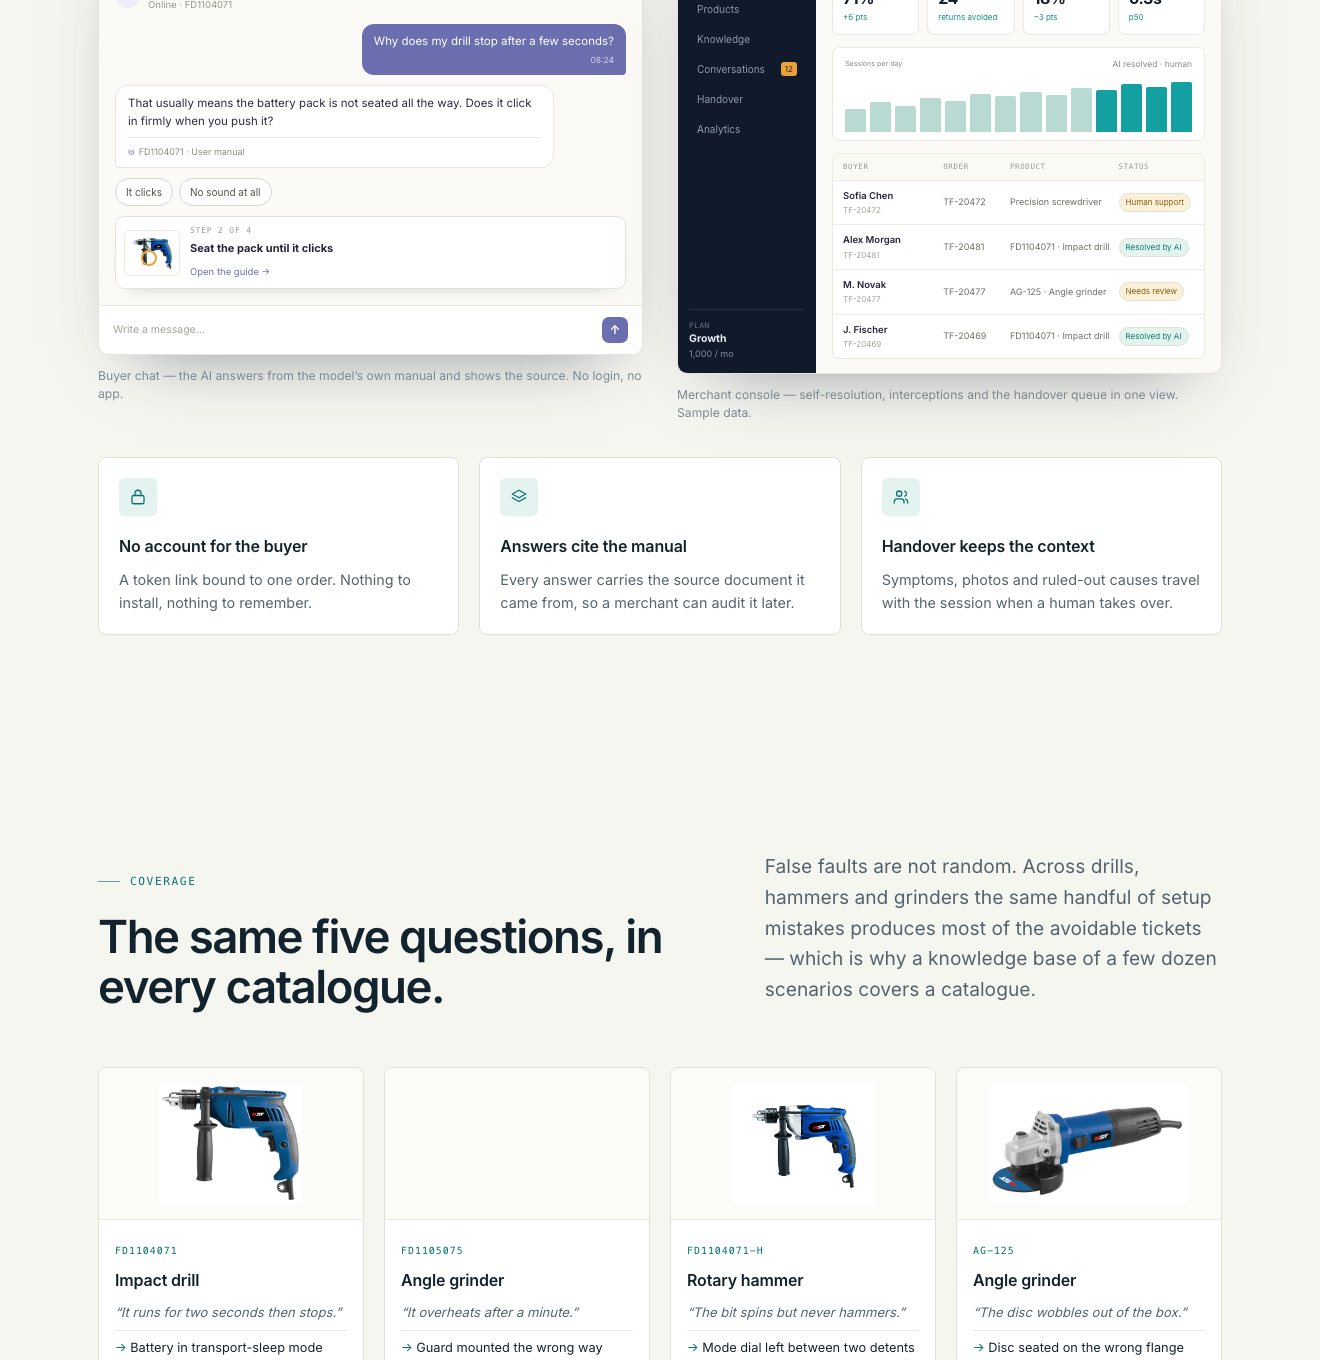 Online · FD1104071
Why does my drill stop after a few seconds?
08:24
That usually means the battery pack is not seated all the way. Does it click
in firmly when you push it?
FD1104071 · User manual
It clicks
No sound at all
STEP 2 OF 4
Seat the pack until it clicks
Open the guide →
Write a message...
Buyer chat — the AI answers from the model’s own manual and shows the source. No login, no
app.
Products
Knowledge
Conversations 12
Handover
Analytics
PLAN
Growth
1,000 / mo
+6 pts
returns avoided
−3 pts
p50
Sessions per day
AI resolved · human
BUYER ORDER PRODUCT STATUS
Sofia Chen
TF-20472
TF-20472 Precision screwdriver Human support
Alex Morgan
TF-20481
TF-20481 FD1104071 · Impact drill Resolved by AI
M. Novak
TF-20477
TF-20477 AG-125 · Angle grinder Needs review
J. Fischer
TF-20469
TF-20469 FD1104071 · Impact drill Resolved by AI
Merchant console — self-resolution, interceptions and the handover queue in one view.
Sample data.
No account for the buyer
A token link bound to one order. Nothing to
install, nothing to remember.
Answers cite the manual
Every answer carries the source document it
came from, so a merchant can audit it later.
Handover keeps the context
Symptoms, photos and ruled-out causes travel
with the session when a human takes over.
COVERAGE
The same five questions, in
every catalogue.
False faults are not random. Across drills,
hammers and grinders the same handful of setup
mistakes produces most of the avoidable tickets
— which is why a knowledge base of a few dozen
scenarios covers a catalogue.
FD1104071
Impact drill
“It runs for two seconds then stops.”
→ Battery in transport-sleep mode
FD1105075
Angle grinder
“It overheats after a minute.”
→ Guard mounted the wrong way
FD1104071-H
Rotary hammer
“The bit spins but never hammers.”
→ Mode dial left between two detents
AG-125
Angle grinder
“The disc wobbles out of the box.”
→ Disc seated on the wrong flange